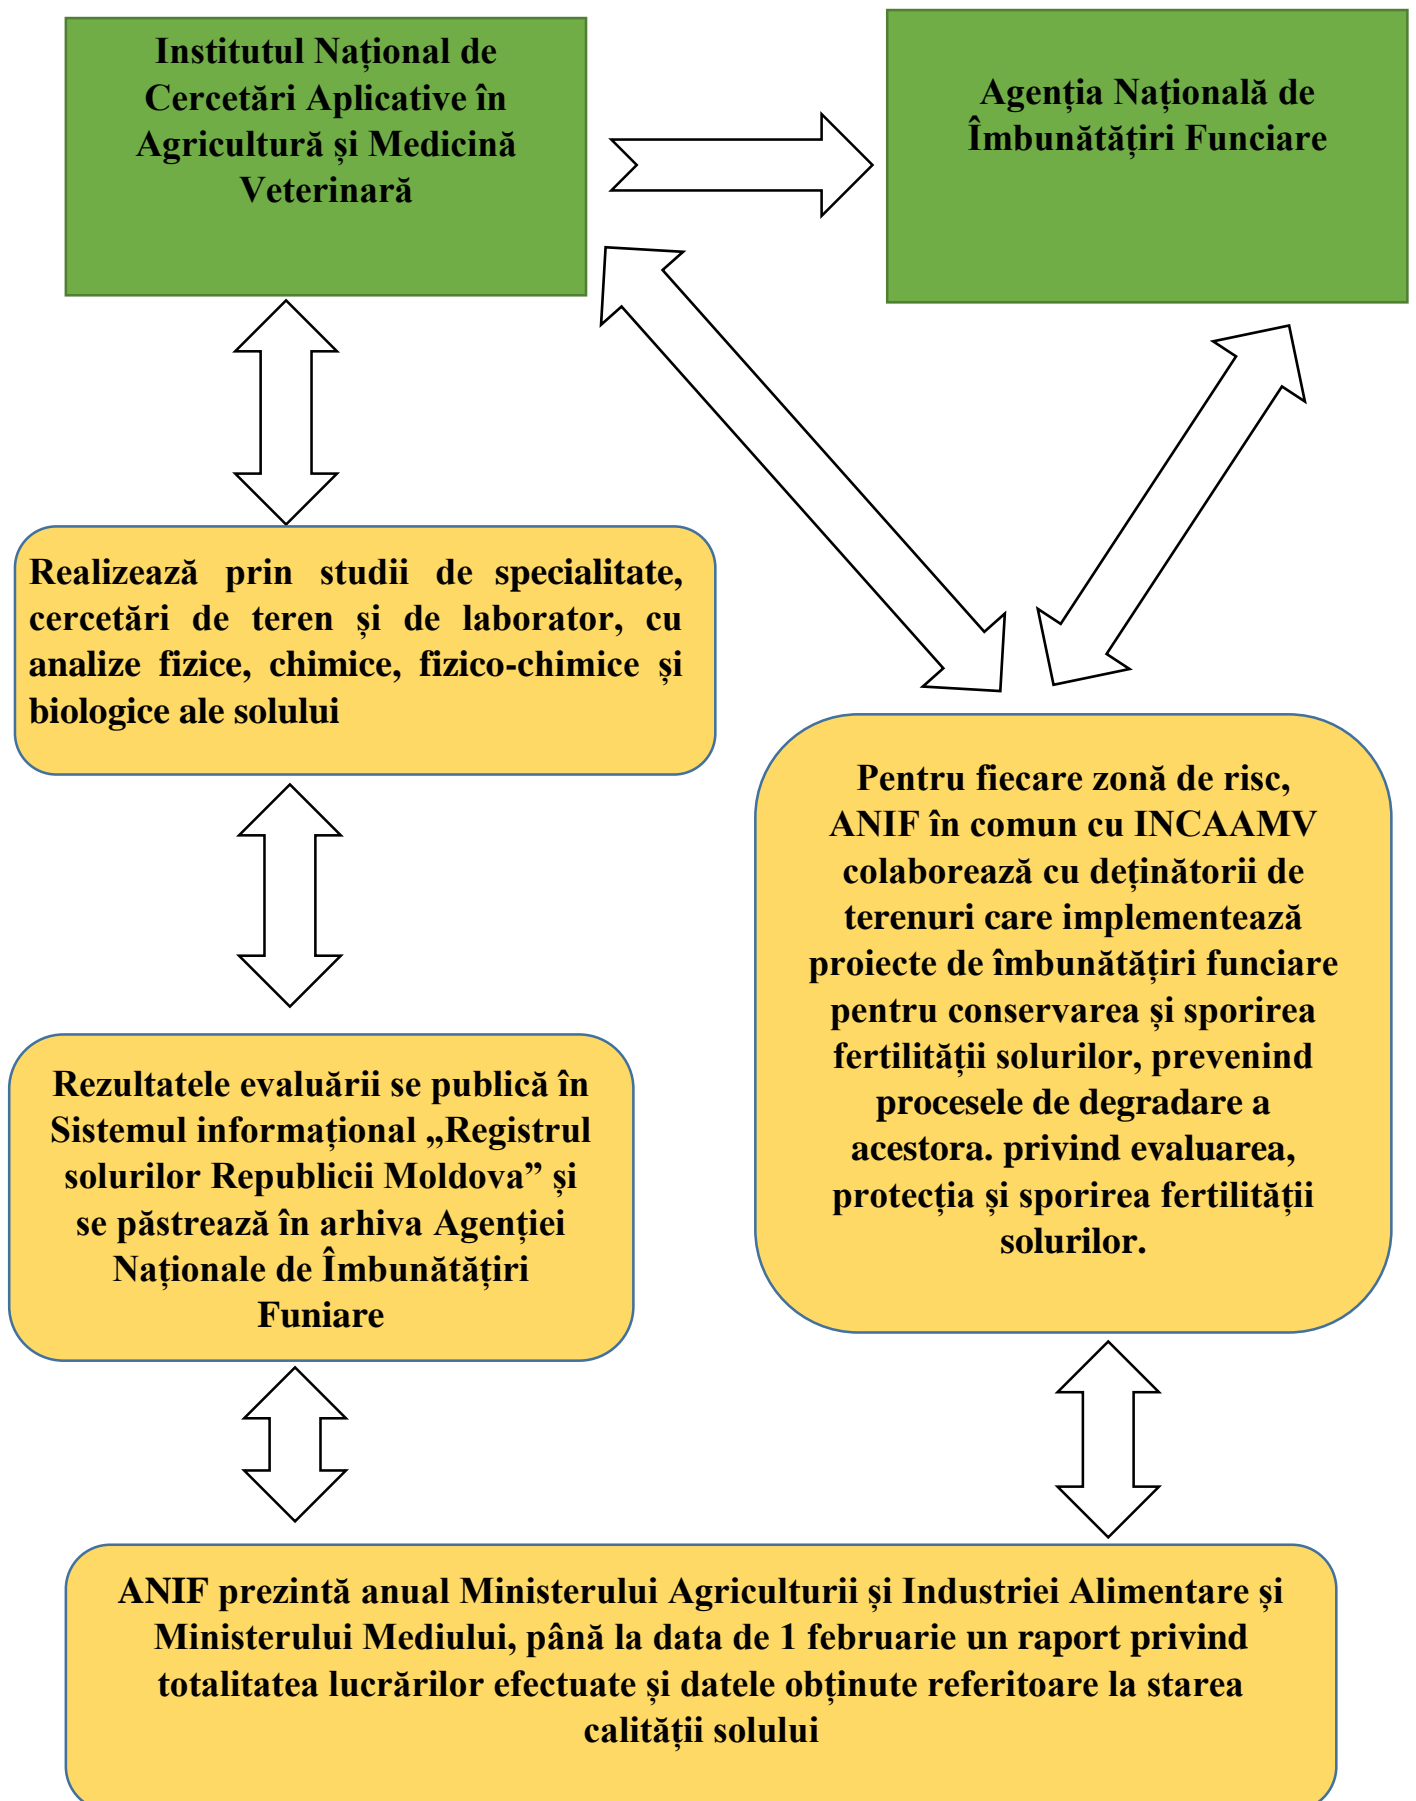 Institutul Național de
Cercetări Aplicative în
Agricultură și Medicină
Veterinară
Agenția Națională de
Îmbunătățiri Funciare
Realizează prin studii de specialitate,
cercetări de teren și de laborator, cu
analize fizice, chimice, fizico-chimice și
biologice ale solului
Pentru fiecare zonă de risc,
ANIF în comun cu INCAAMV
colaborează cu deținătorii de
terenuri care implementează
proiecte de îmbunătățiri funciare
pentru conservarea și sporirea
fertilității solurilor, prevenind
procesele de degradare a
acestora. privind evaluarea,
protecția și sporirea fertilității
solurilor.
Rezultatele evaluării se publică în
Sistemul informațional „Registrul
solurilor Republicii Moldova” și
se păstrează în arhiva Agenției
Naționale de Îmbunătățiri
Funiare
ANIF prezintă anual Ministerului Agriculturii și Industriei Alimentare și
Ministerului Mediului, până la data de 1 februarie un raport privind
totalitatea lucrărilor efectuate și datele obținute referitoare la starea
calității solului